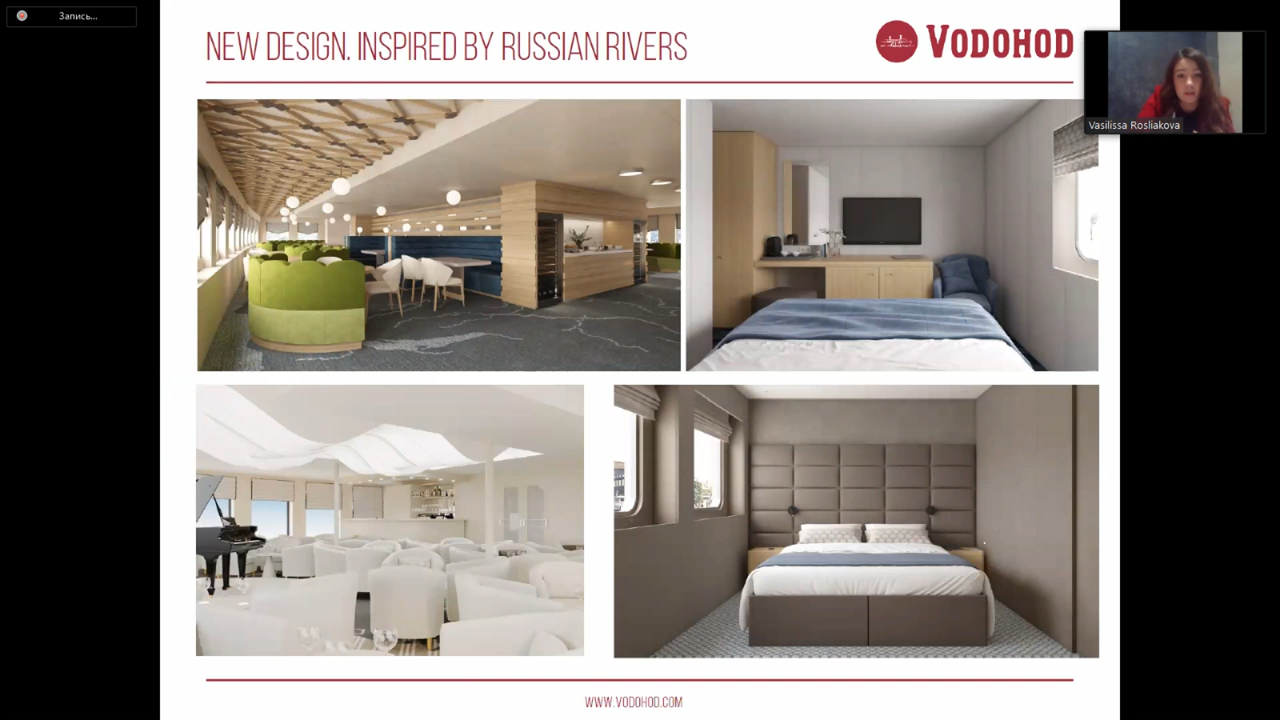 Запись...
NEW DESIGN. INSPIRED BY RUSSIAN RIVERS
VODOHOD
Vasilissa Rosliakova
WWW.VODOHOD.COM